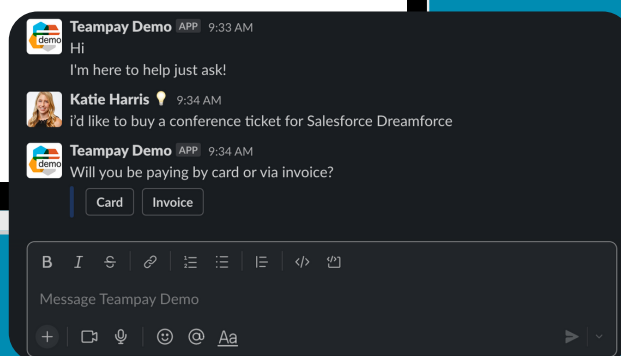 Teampay Demo APP 9:33 AM
Hi
I'm here to help just ask!
Katie Harris 9:34 AM
i'd like to buy a conference ticket for Salesforce Dreamforce
Teampay Demo APP 9:34 AM
demo
Will you be paying by card or via invoice?
Card Invoice
B I S
Message Teampay Demo
@ Aa
demo